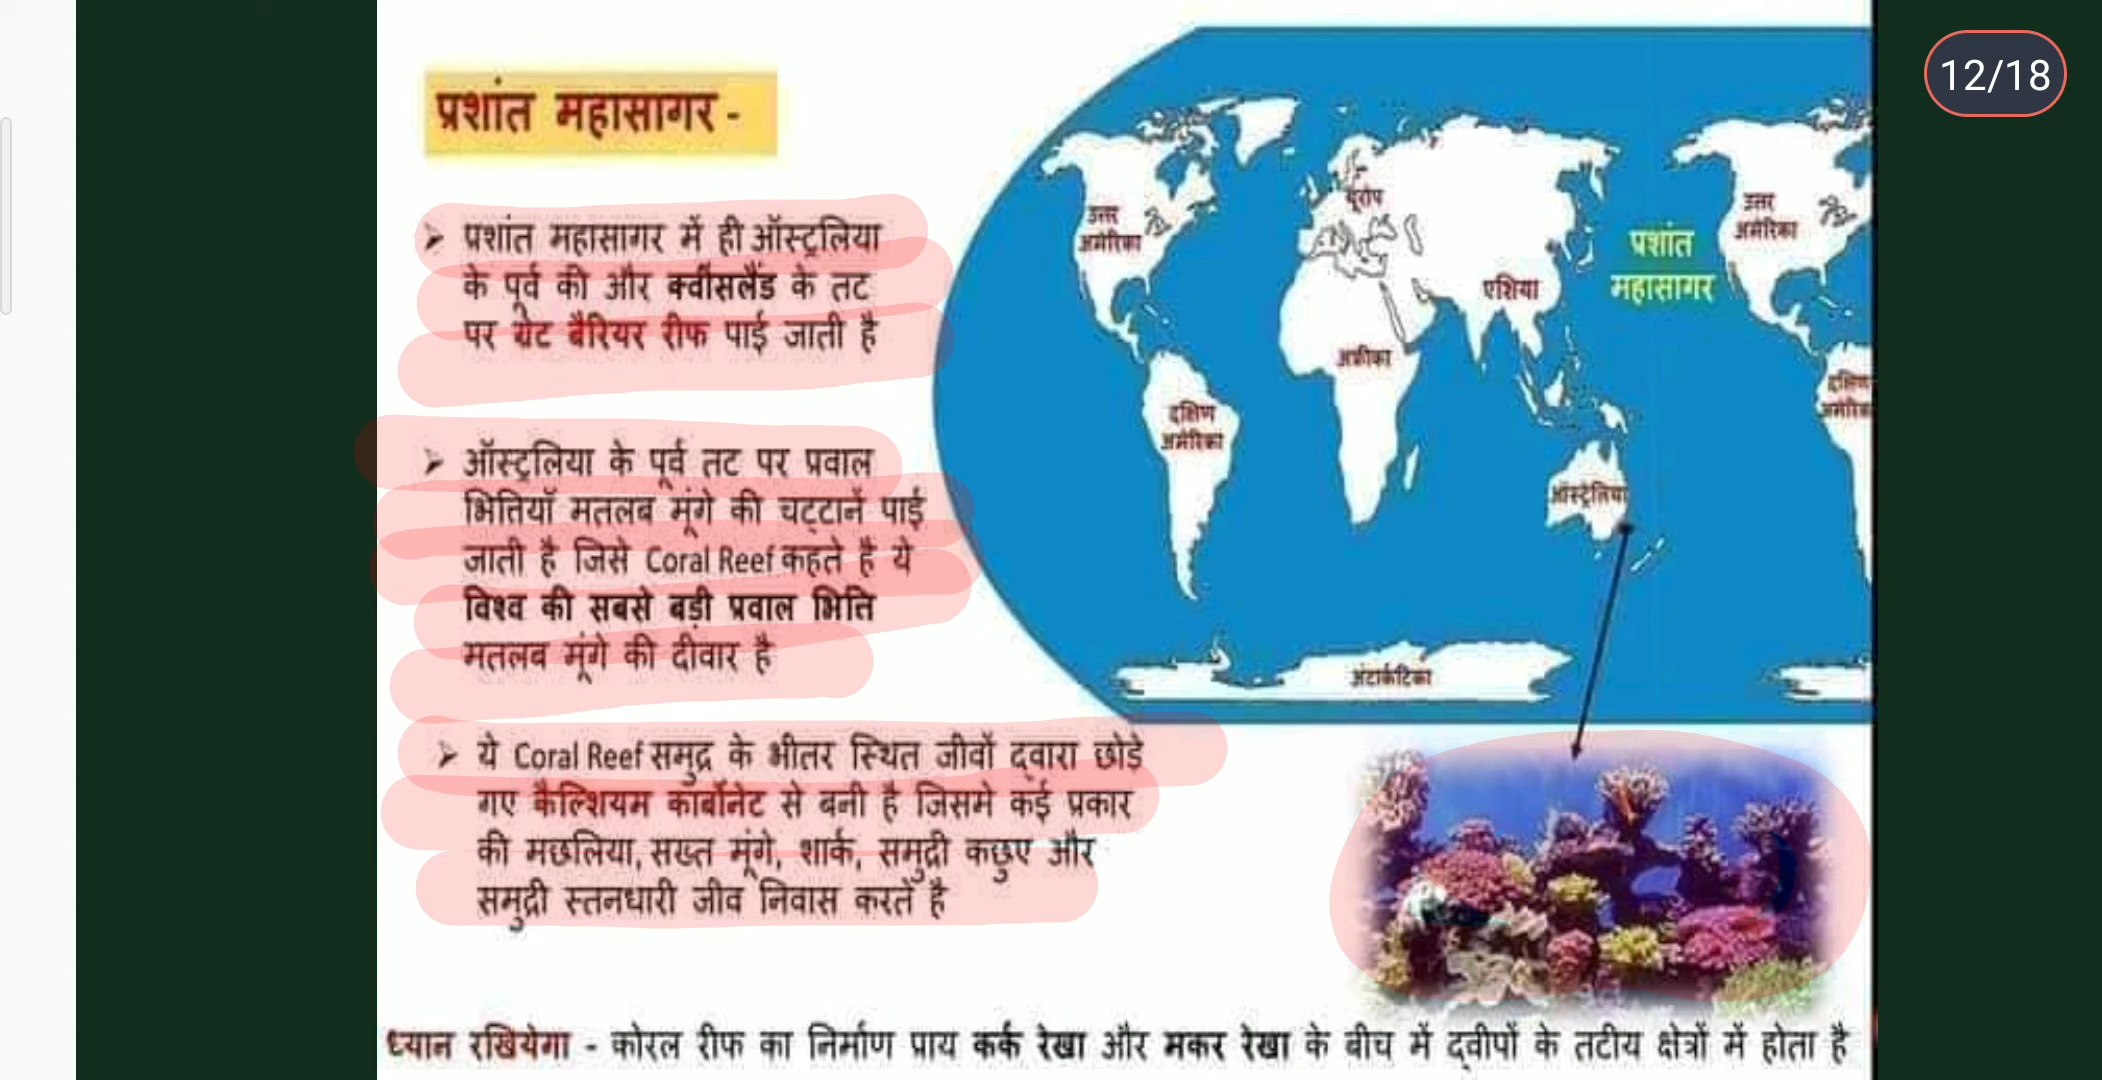 12/18
प्रशांत महासागर -
➢ प्रशांत महासागर में ही ऑस्ट्रलिया
के पूर्व की और क्वींसलैंड के तट
पर ग्रेट बैरियर रीफ पाई जाती है
➢ ऑस्ट्रलिया के पूर्व तट पर प्रवाल
भितियाँ मतलब मूंगे की चट्टानें पाई
जाती है जिसे Coral Reef कहते है ये
विश्व की सबसे बड़ी प्रवाल भिति
मतलब मूंगे की दीवार है
➢ ये Coral Reef समुद्र के भीतर स्थित जीवों द्वारा छोड़े
गए कैल्शियम कार्बोनेट से बनी है जिसमे कई प्रकार
की मछलिया, सख्त मूंगे, शार्क, समुद्री कछुए और
समुद्री स्तनधारी जीव निवास करतें है
उत्तर
अमेरिका
यूरोप
एशिया
प्रशांत
महासागर
उत्तर
अमेरिका
अफ्रीका
दक्षिण
अमेरिका
ऑस्ट्रेलिया
अंटार्कटिका
ध्यान रखियेगा - कोरल रीफ का निर्माण प्राय कर्क रेखा और मकर रेखा के बीच में द्वीपों के तटीय क्षेत्रों में होता है